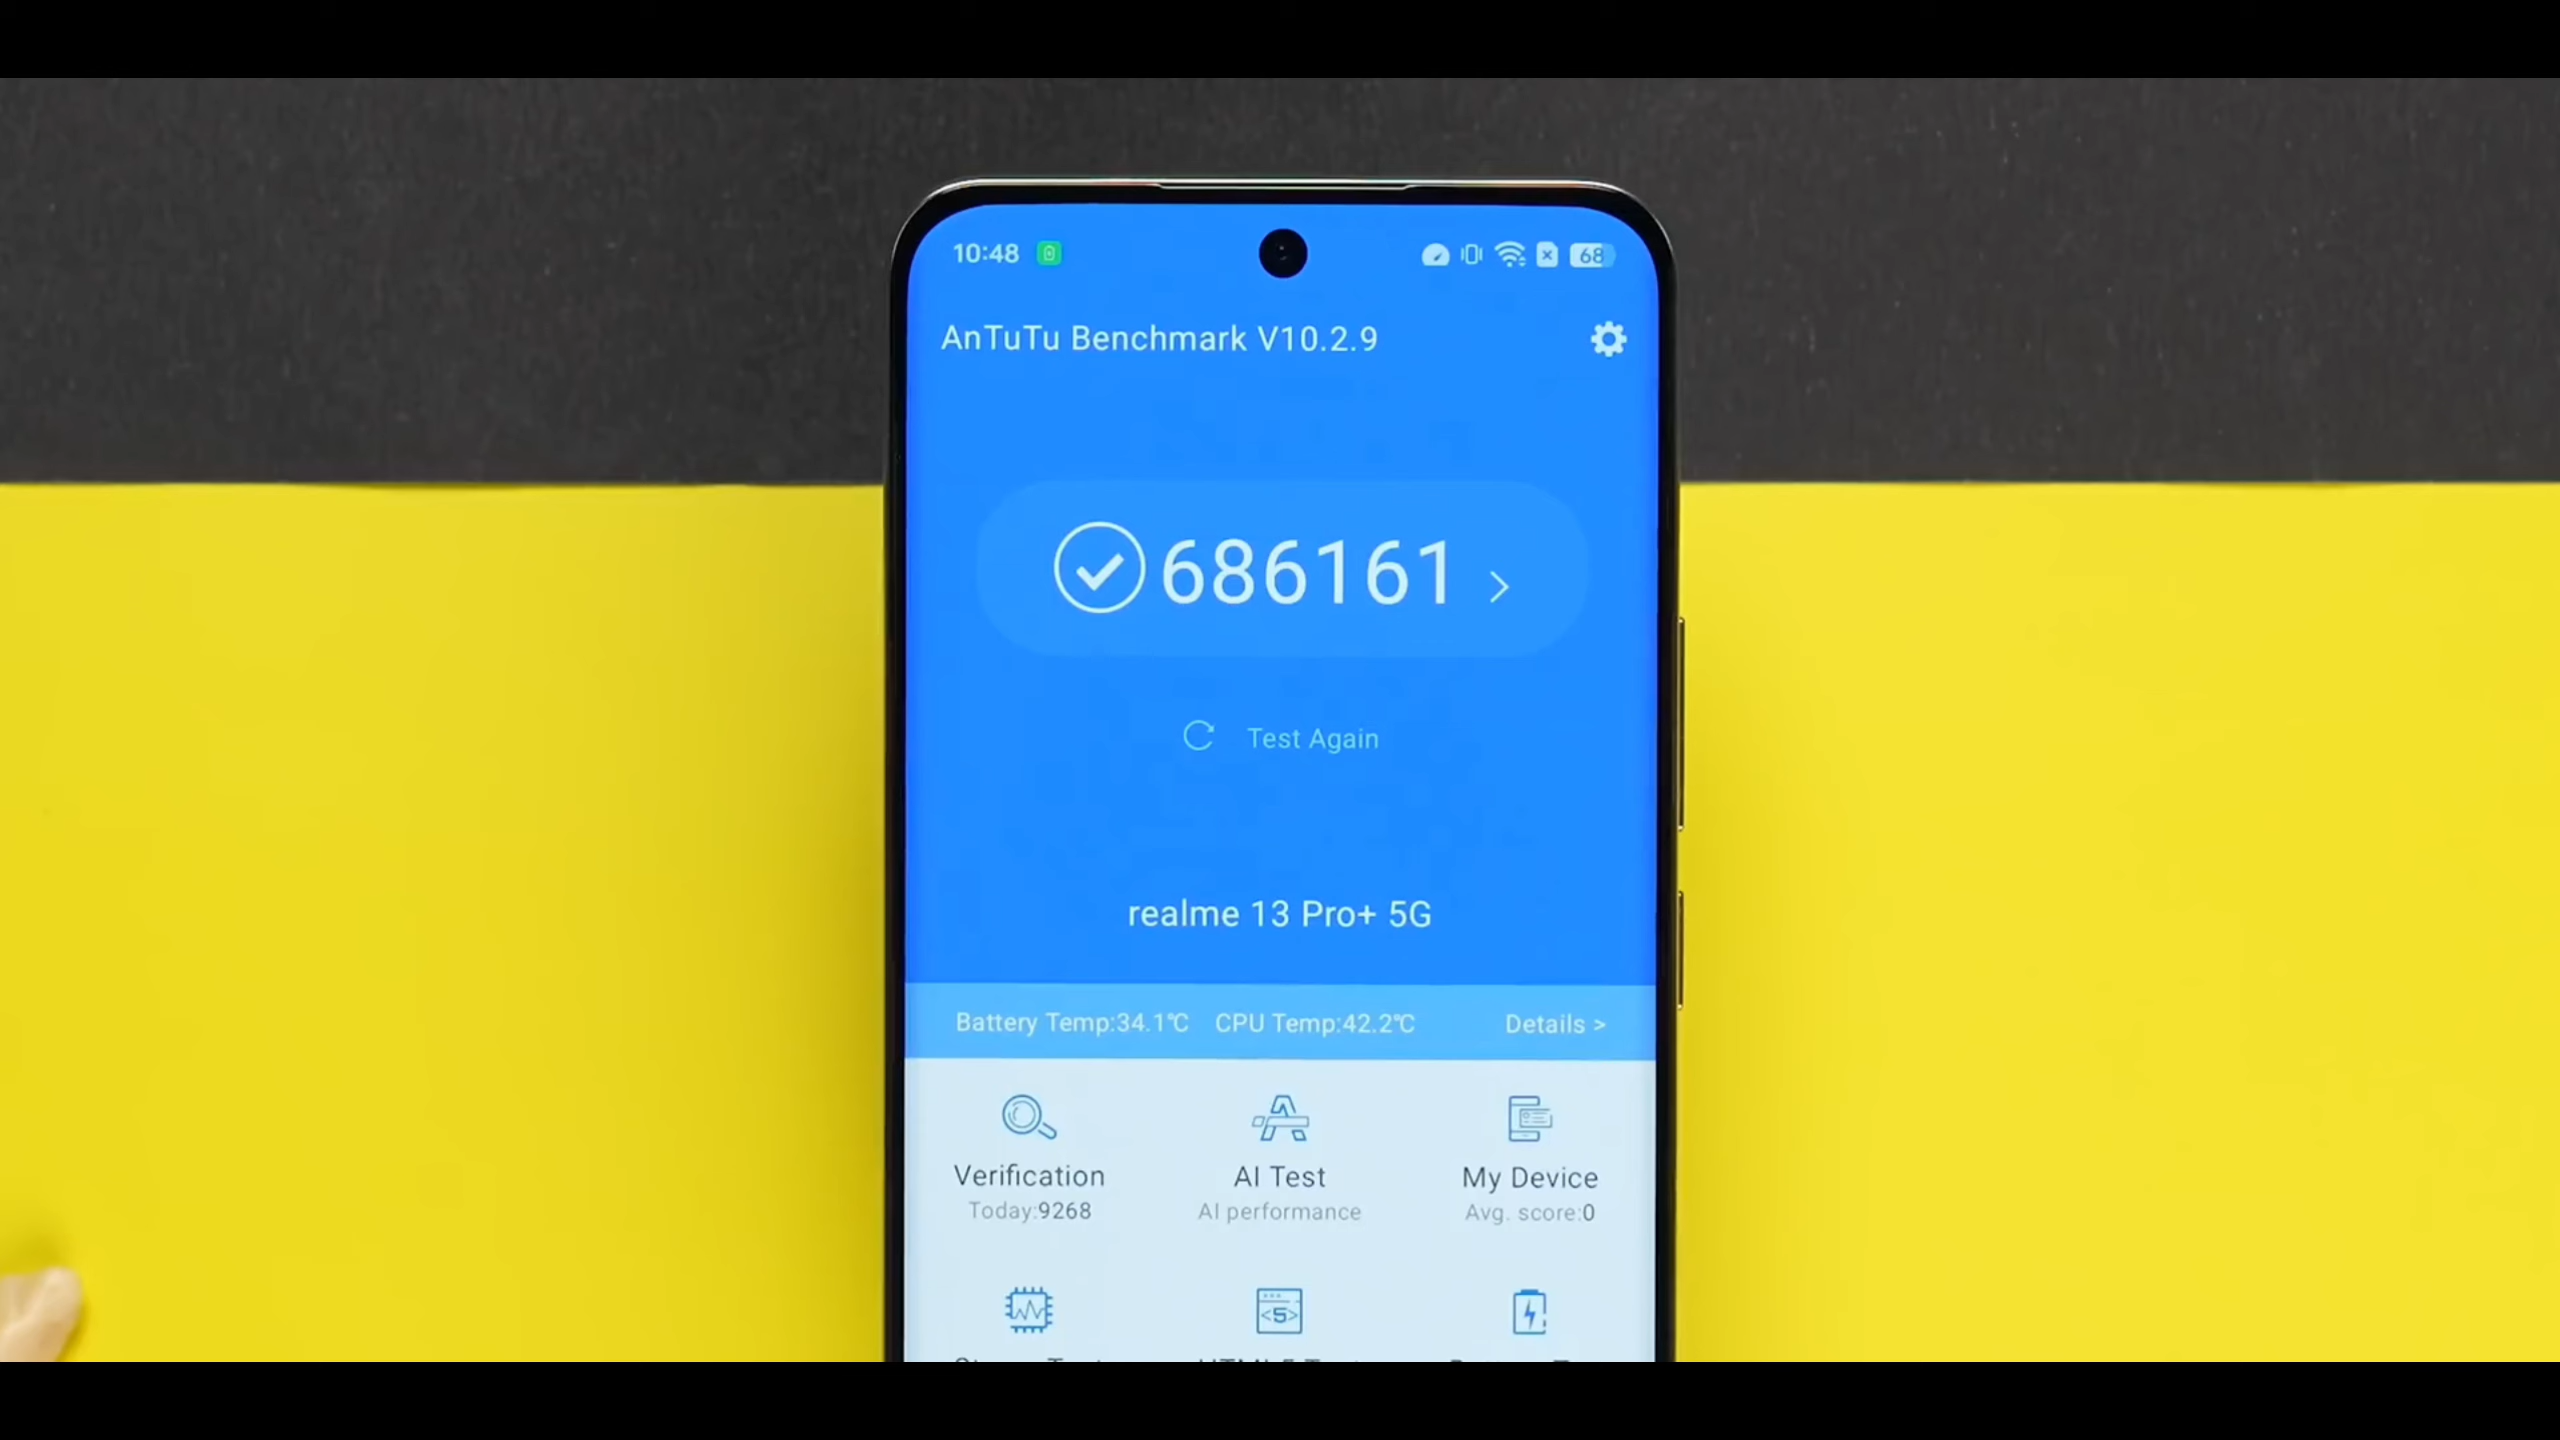 10:48 68
AnTuTu Benchmark V10.2.9
686161 >
Test Again
realme 13 Pro+ 5G
Battery Temp:34.1℃ CPU Temp:42.2℃ Details >
Verification AI Test My Device
Today:9268 AI performance Avg. score:0
<5>